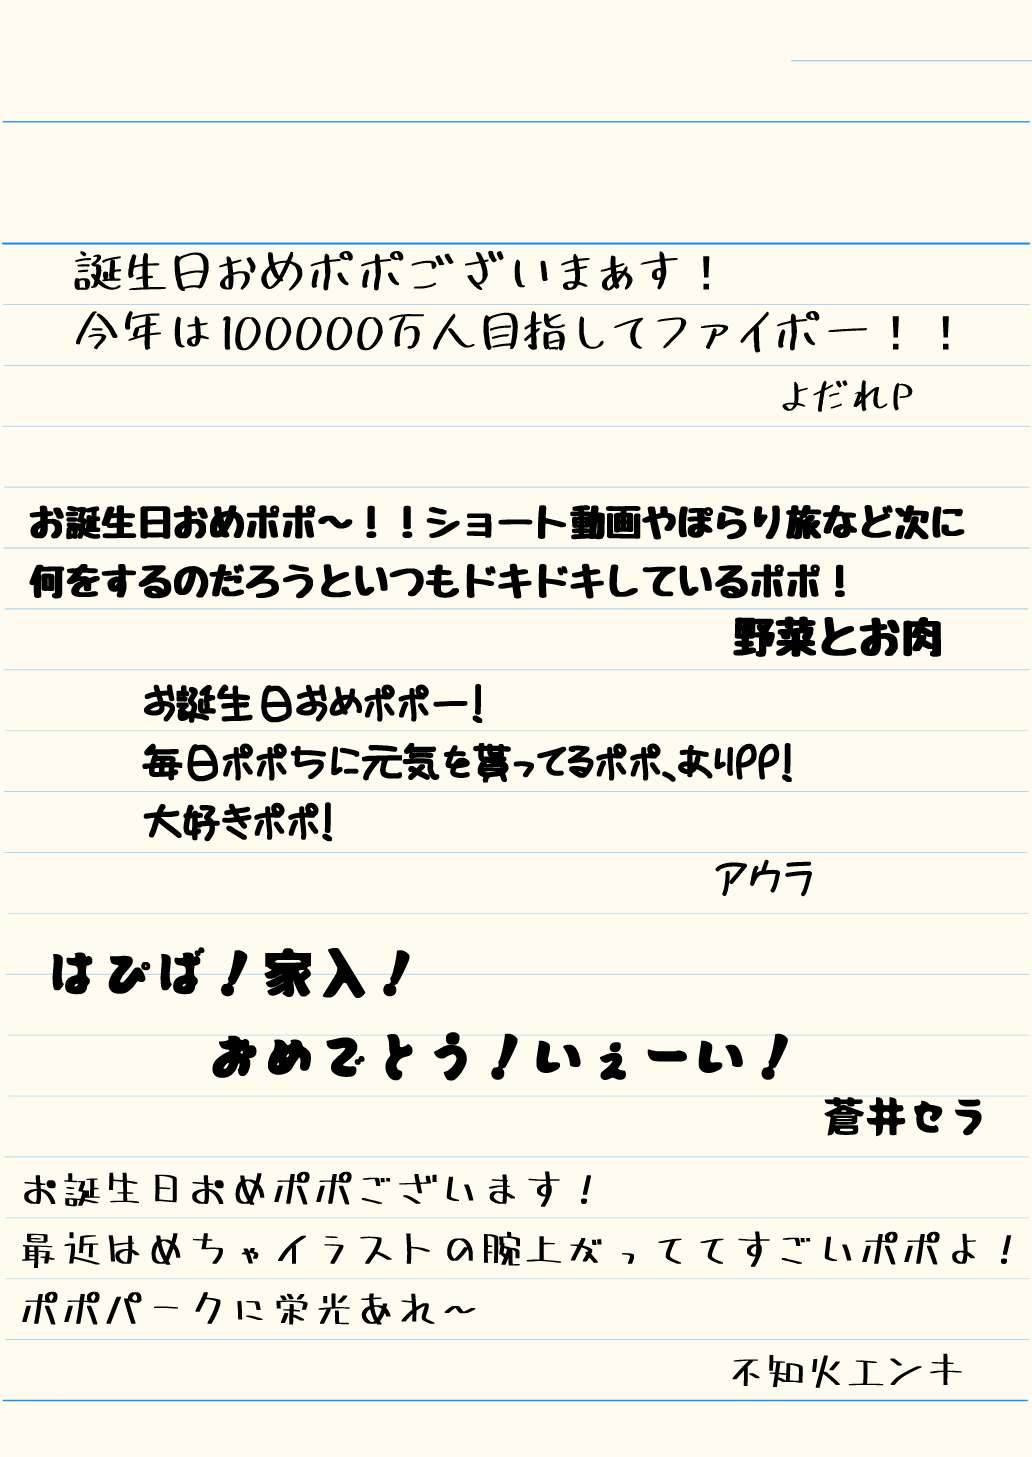 誕生日おめポポございまぁす！
今年は100000万人目指してファイポー！！
よだれP
お誕生日おめポポ～！！ショート動画やぽらり旅など次に
何をするのだろうといつもドキドキしているポポ！
野菜とお肉
お誕生日おめポポー！
毎日ポポちに元気を貰ってるポポ、ありPP！
大好きポポ！
アウラ
はぴば！家入！
おめでとう！いぇーい！
蒼井セラ
お誕生日おめポポございます！
最近はめちゃイラストの腕上がっててすごいポポよ！
ポポパークに栄光あれ～
不知火エンキ